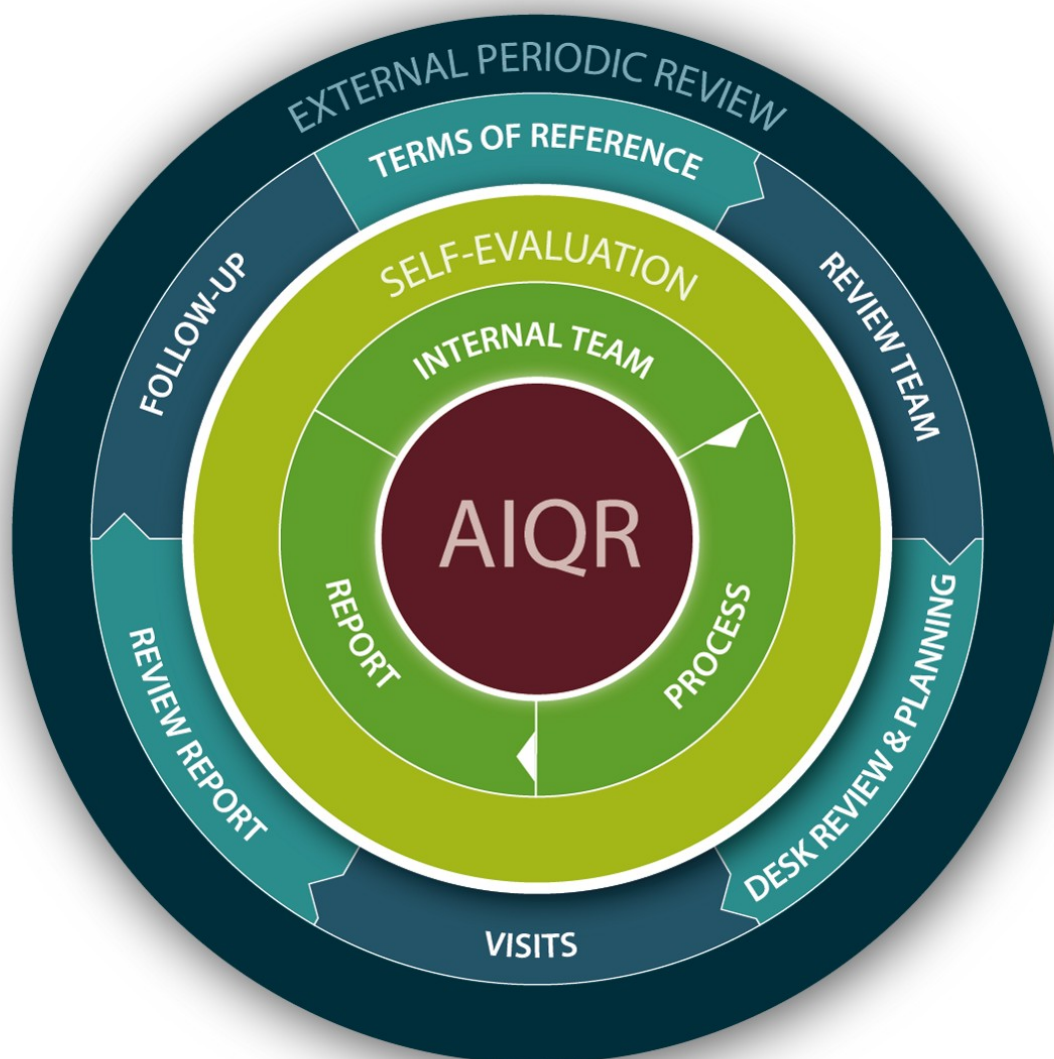 EXTERNAL PERIODIC REVIEW
TERMS OF REFERENCE
REVIEW TEAM
DESK REVIEW & PLANNING
VISITS
REVIEW REPORT
FOLLOW-UP
SELF-EVALUATION
INTERNAL TEAM
PROCESS
REPORT
AIQR